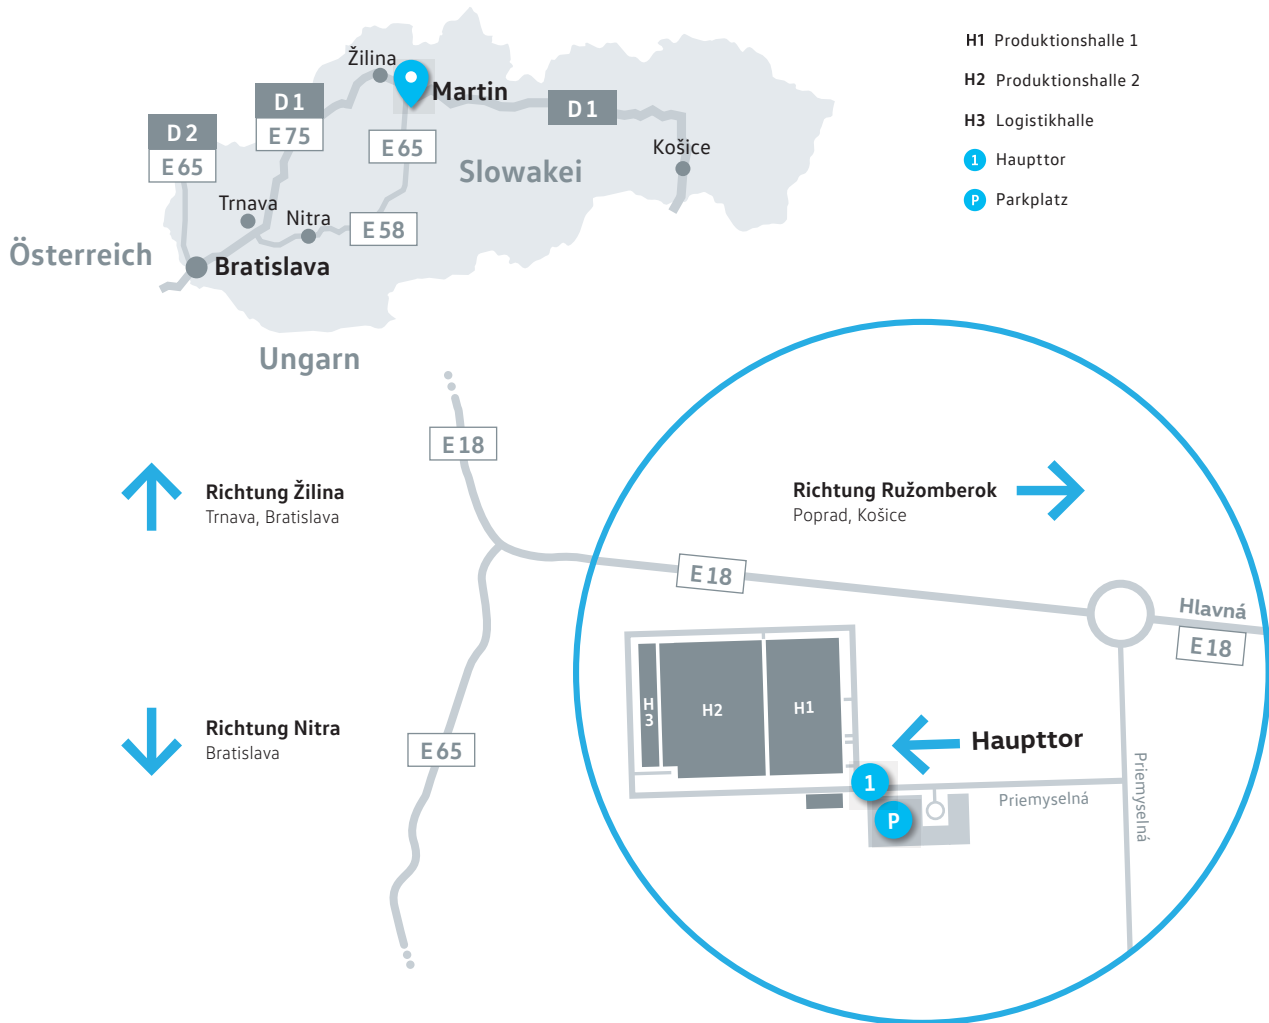 Žilina
Martin
D1
E75
D2
E65
E65
D1
Košice
Slowakei
Trnava
Nitra
E58
Österreich
Bratislava
Ungarn
H1 Produktionshalle 1
H2 Produktionshalle 2
H3 Logistikhalle
1 Haupttor
P Parkplatz
E18
Richtung Žilina
Trnava, Bratislava
Richtung Ružomberok
Poprad, Košice
E18
Hlavná
E18
H3
H2
H1
Richtung Nitra
Bratislava
E65
Haupttor
1
P
Priemyselná
Priemyselná